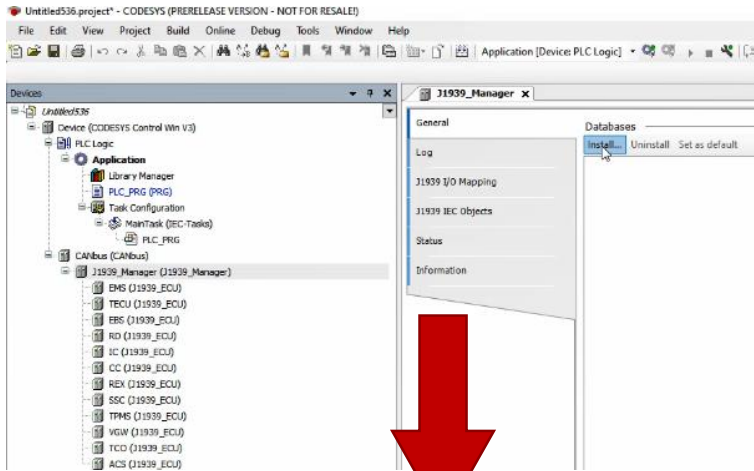 Untitled536.project* - CODESYS (PRERELEASE VERSION - NOT FOR RESALE!)
File Edit View Project Build Online Debug Tools Window Help
Application [Device: PLC Logic]
Devices
Untitled536
Device (CODESYS Control Win V3)
PLC Logic
Application
Library Manager
PLC_PRG (PRG)
Task Configuration
MainTask (IEC-Tasks)
PLC_PRG
CANbus (CANbus)
J1939_Manager (J1939_Manager)
EMS (J1939_ECU)
TECU (J1939_ECU)
EBS (J1939_ECU)
RD (J1939_ECU)
IC (J1939_ECU)
CC (J1939_ECU)
REX (J1939_ECU)
SSC (J1939_ECU)
TPMS (J1939_ECU)
VGW (J1939_ECU)
TCO (J1939_ECU)
ACS (J1939_ECU)
J1939_Manager
General
Log
J1939 I/O Mapping
J1939 IEC Objects
Status
Information
Databases
Install... Uninstall Set as default